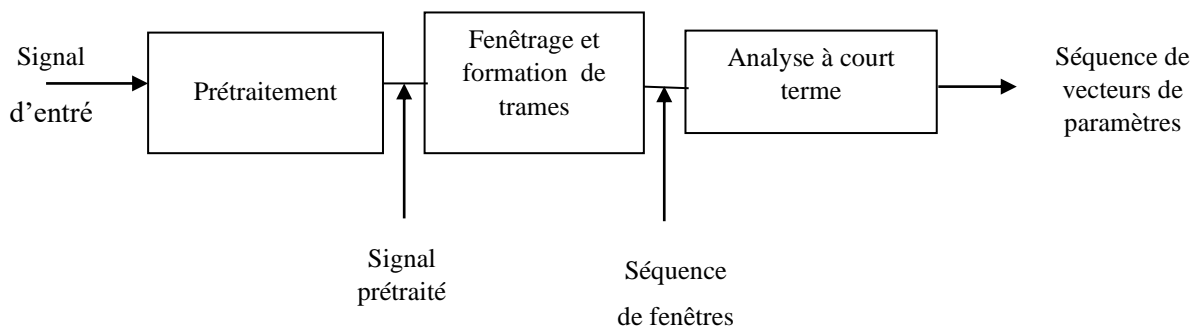 Signal
d’entré
Prétraitement
Fenêtrage et
formation de
trames
Analyse à court
terme
Séquence de
vecteurs de
paramètres
Signal
prétraité
Séquence
de fenêtres